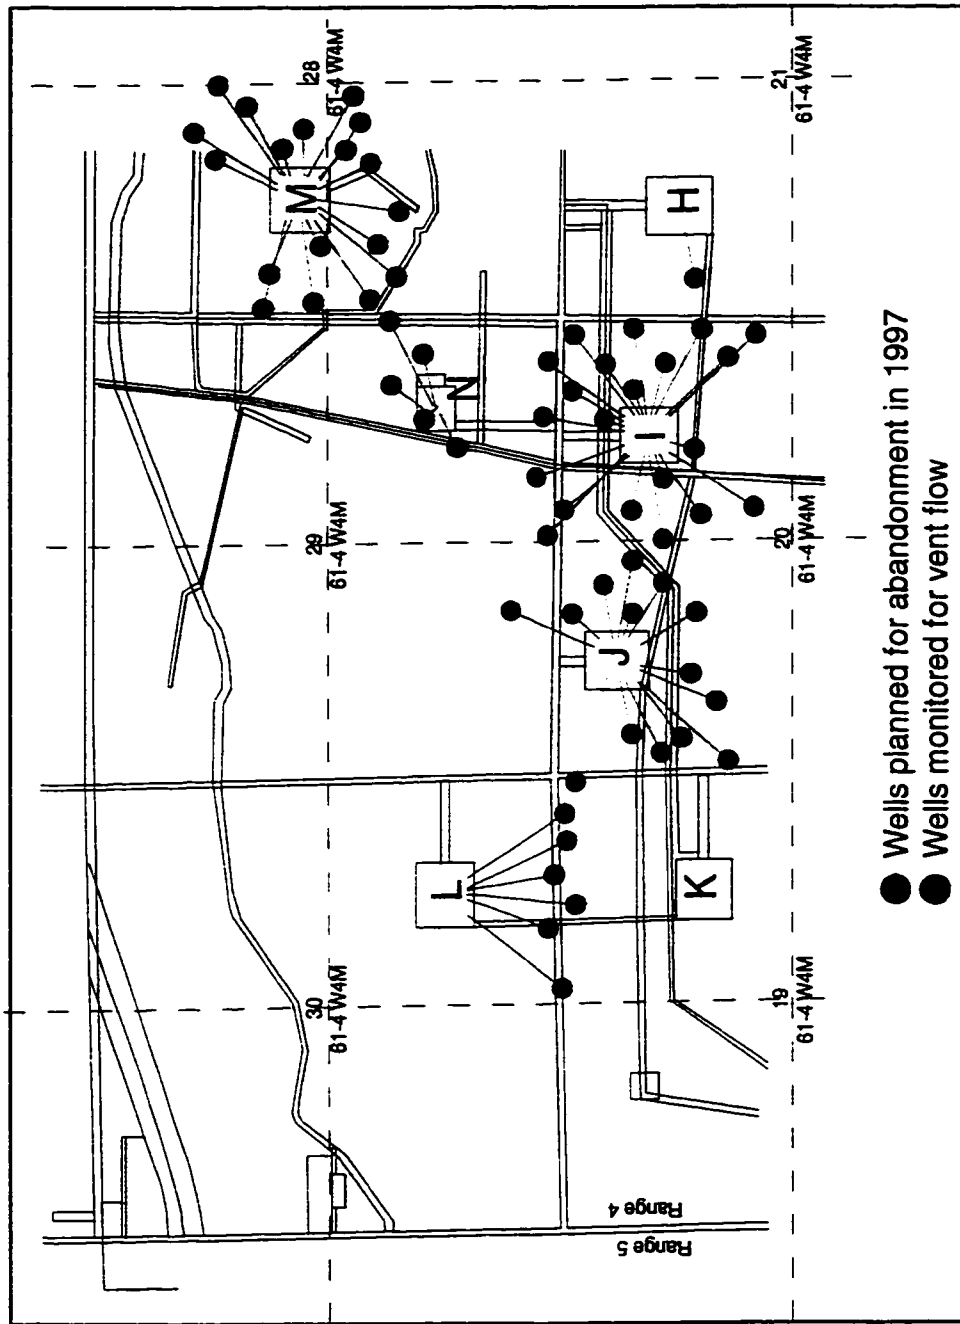 28
61-4 W4M
M
21
61-4 W4M
H
N
I
29
61-4 W4M
20
61-4 W4M
J
L
K
30
61-4 W4M
19
61-4 W4M
Range 4
Range 5
Wells planned for abandonment in 1997
Wells monitored for vent flow